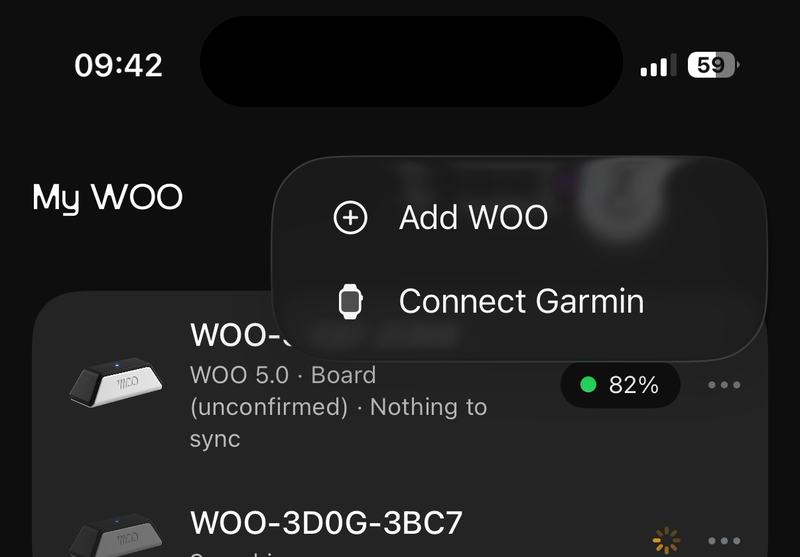 09:42
59
My WOO
Add WOO
Connect Garmin
WOO-
WOO 5.0 · Board
(unconfirmed) · Nothing to
sync
82%
WOO-3D0G-3BC7